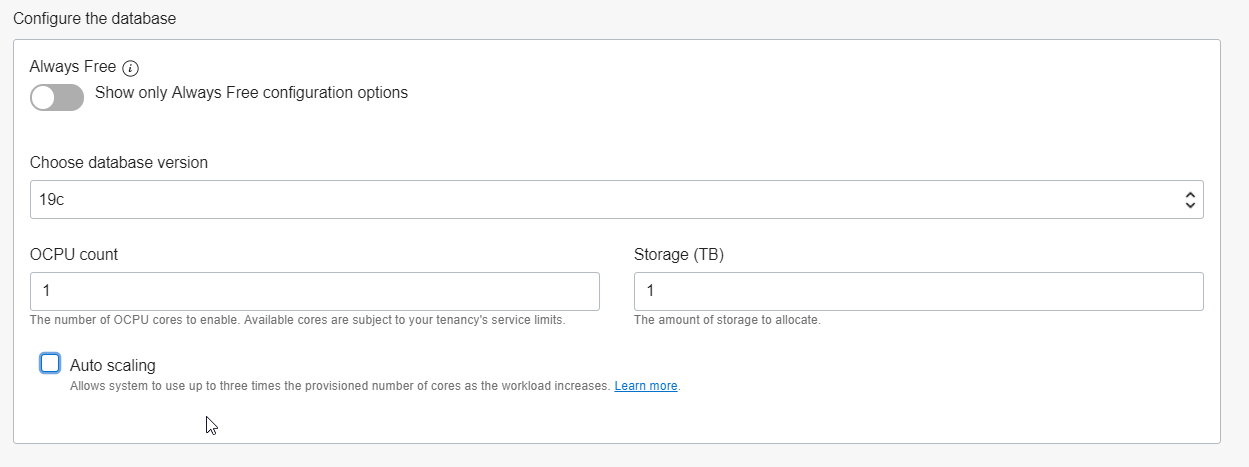 Configure the database
Always Free i
Show only Always Free configuration options
Choose database version
19c
OCPU count
Storage (TB)
1
1
The number of OCPU cores to enable. Available cores are subject to your tenancy's service limits.
The amount of storage to allocate.
Auto scaling
Allows system to use up to three times the provisioned number of cores as the workload increases. Learn more.